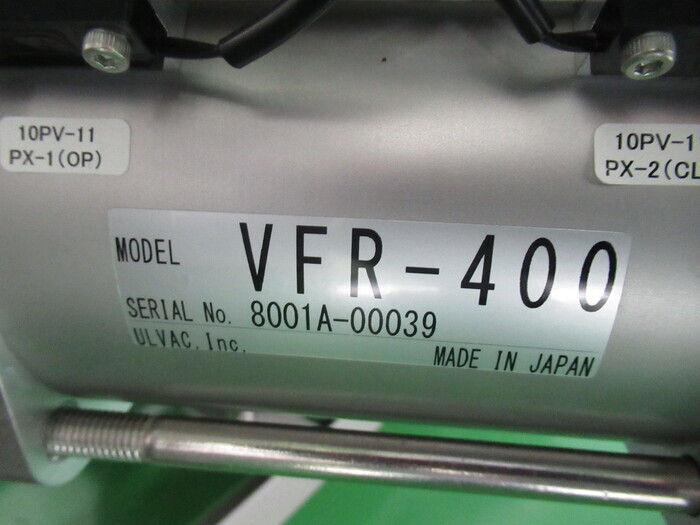 10PV-11
PX-1(OP)
10PV-1
PX-2(CL
MODEL VFR-400
SERIAL No. 8001A-00039
ULVAC,Inc.
MADE IN JAPAN